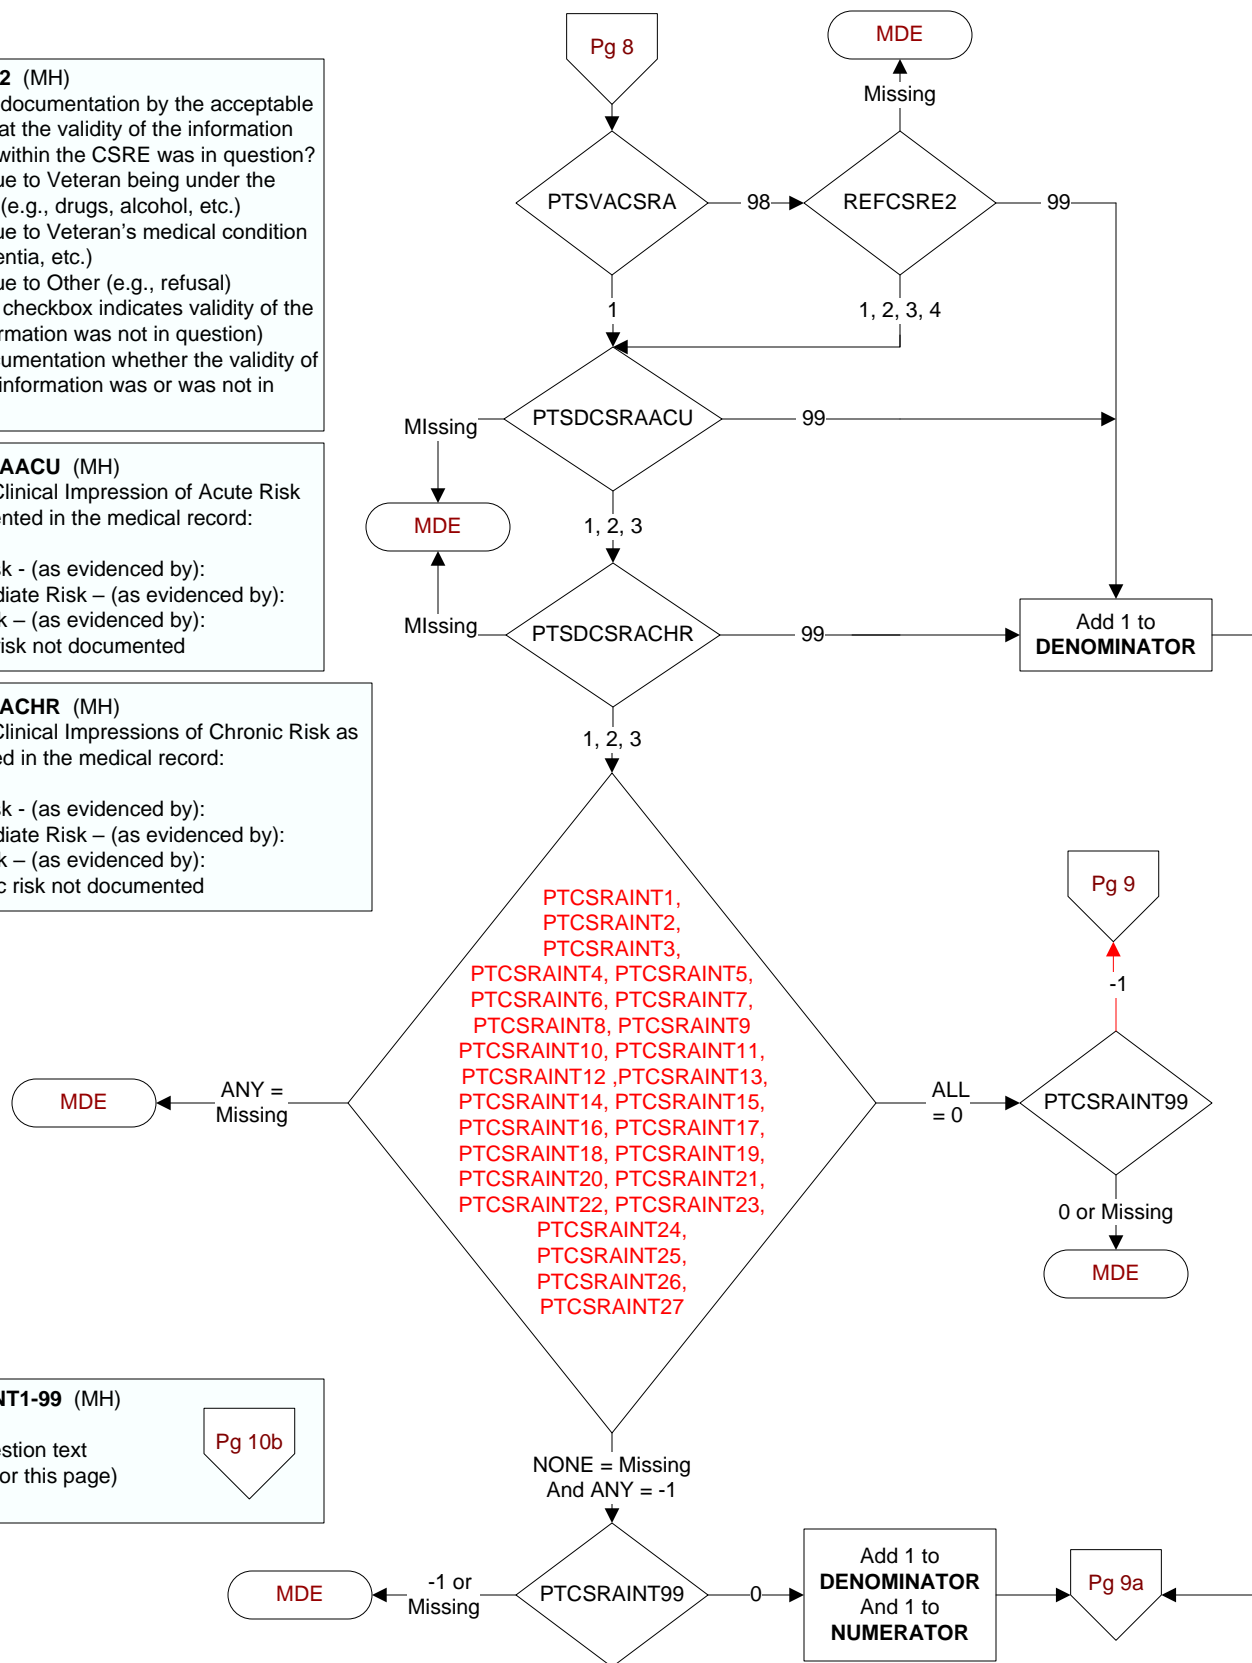 2 (MH)
documentation by the acceptable
at the validity of the information
within the CSRE was in question?
ue to Veteran being under the
(e.g., drugs, alcohol, etc.)
ue to Veteran's medical condition
entia, etc.)
ue to Other (e.g., refusal)
checkbox indicates validity of the
rmation was not in question)
umentation whether the validity of
information was or was not in
AACU (MH)
Clinical Impression of Acute Risk
ented in the medical record:
sk - (as evidenced by):
diate Risk – (as evidenced by):
k – (as evidenced by):
risk not documented
ACHR (MH)
Clinical Impressions of Chronic Risk as
ed in the medical record:
sk - (as evidenced by):
diate Risk – (as evidenced by):
k – (as evidenced by):
c risk not documented
Pg 8
MDE
Missing
PTSVACSRA
98
REFCSRE2
99
1
1, 2, 3, 4
MIssing
PTSDCSRAACU
99
MDE
1, 2, 3
MIssing
PTSDCSRACHR
99
Add 1 to
DENOMINATOR
1, 2, 3
PTCSRAINT1,
PTCSRAINT2,
PTCSRAINT3,
PTCSRAINT4, PTCSRAINT5,
PTCSRAINT6, PTCSRAINT7,
PTCSRAINT8, PTCSRAINT9
PTCSRAINT10, PTCSRAINT11,
PTCSRAINT12 ,PTCSRAINT13,
PTCSRAINT14, PTCSRAINT15,
PTCSRAINT16, PTCSRAINT17,
PTCSRAINT18, PTCSRAINT19,
PTCSRAINT20, PTCSRAINT21,
PTCSRAINT22, PTCSRAINT23,
PTCSRAINT24,
PTCSRAINT25,
PTCSRAINT26,
PTCSRAINT27
MDE
ANY =
Missing
ALL
= 0
Pg 9
-1
PTCSRAINT99
0 or Missing
MDE
NT1-99 (MH)
estion text
or this page)
Pg 10b
NONE = Missing
And ANY = -1
MDE
-1 or
Missing
PTCSRAINT99
0
Add 1 to
DENOMINATOR
And 1 to
NUMERATOR
Pg 9a